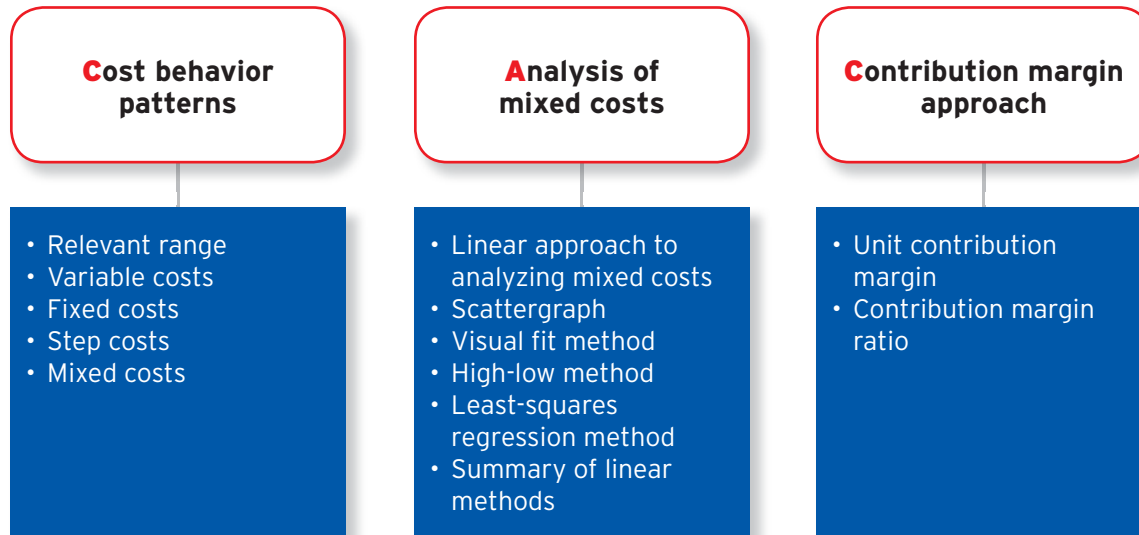 Cost behavior
patterns
• Relevant range
• Variable costs
• Fixed costs
• Step costs
• Mixed costs
Analysis of
mixed costs
• Linear approach to
analyzing mixed costs
• Scattergraph
• Visual fit method
• High-low method
• Least-squares
regression method
• Summary of linear
methods
Contribution margin
approach
• Unit contribution
margin
• Contribution margin
ratio